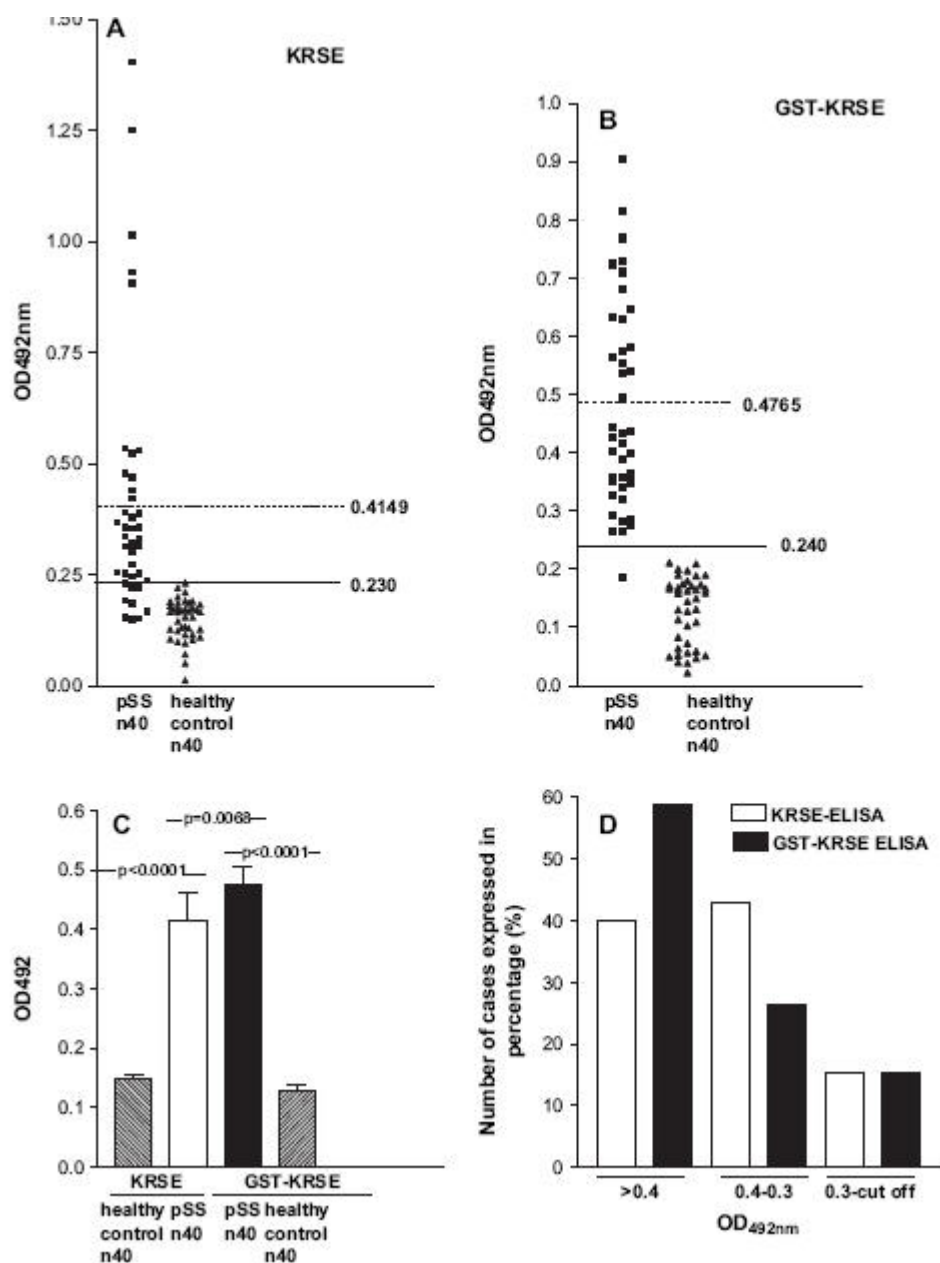 A
KRSE
1.50
1.25
1.00
0.75
0.50
0.25
0.00
OD492nm
0.4149
0.230
pSS
n40
healthy
control
n40
B
GST-KRSE
1.0
0.9
0.8
0.7
0.6
0.5
0.4
0.3
0.2
0.1
0.0
OD492nm
0.4765
0.240
pSS
n40
healthy
control
n40
C
0.6
0.5
0.4
0.3
0.2
0.1
0.0
OD492
p=0.0068
p<0.0001
p<0.0001
KRSE
GST-KRSE
healthy
control
n40
pSS
n40
pSS
n40
healthy
control
n40
D
KRSE-ELISA
GST-KRSE ELISA
60
50
40
30
20
10
0
Number of cases expressed in
percentage (%)
>0.4
0.4-0.3
0.3-cut off
OD492nm